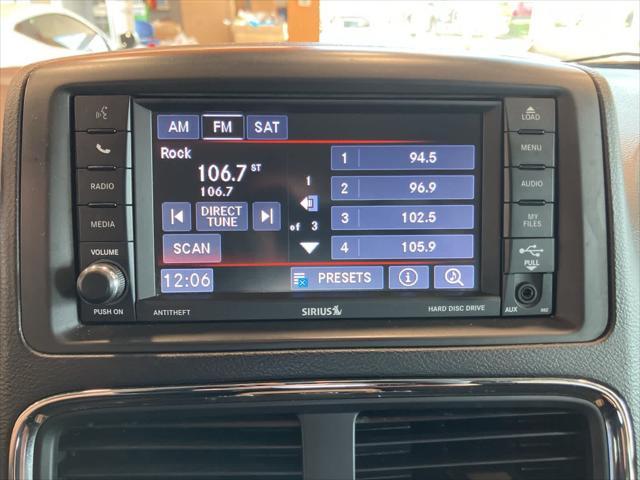 AM FM SAT
Rock
106.7 ST
106.7
DIRECT
TUNE
SCAN
12:06
1
of 3
1 94.5
2 96.9
3 102.5
4 105.9
PRESETS
RADIO
MEDIA
VOLUME
PUSH ON
ANTITHEFT
SIRIUS
HARD DISC DRIVE
LOAD
MENU
AUDIO
MY
FILES
PULL
AUX